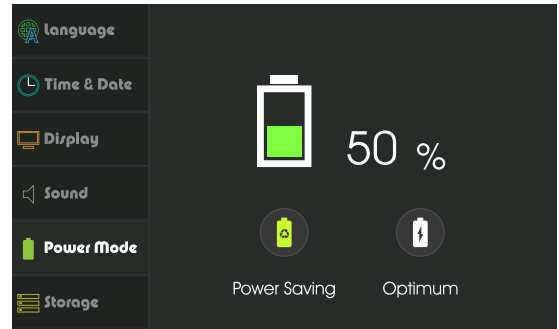 Language
Time & Date
Display
Sound
Power Mode
Storage
50 %
Power Saving
Optimum